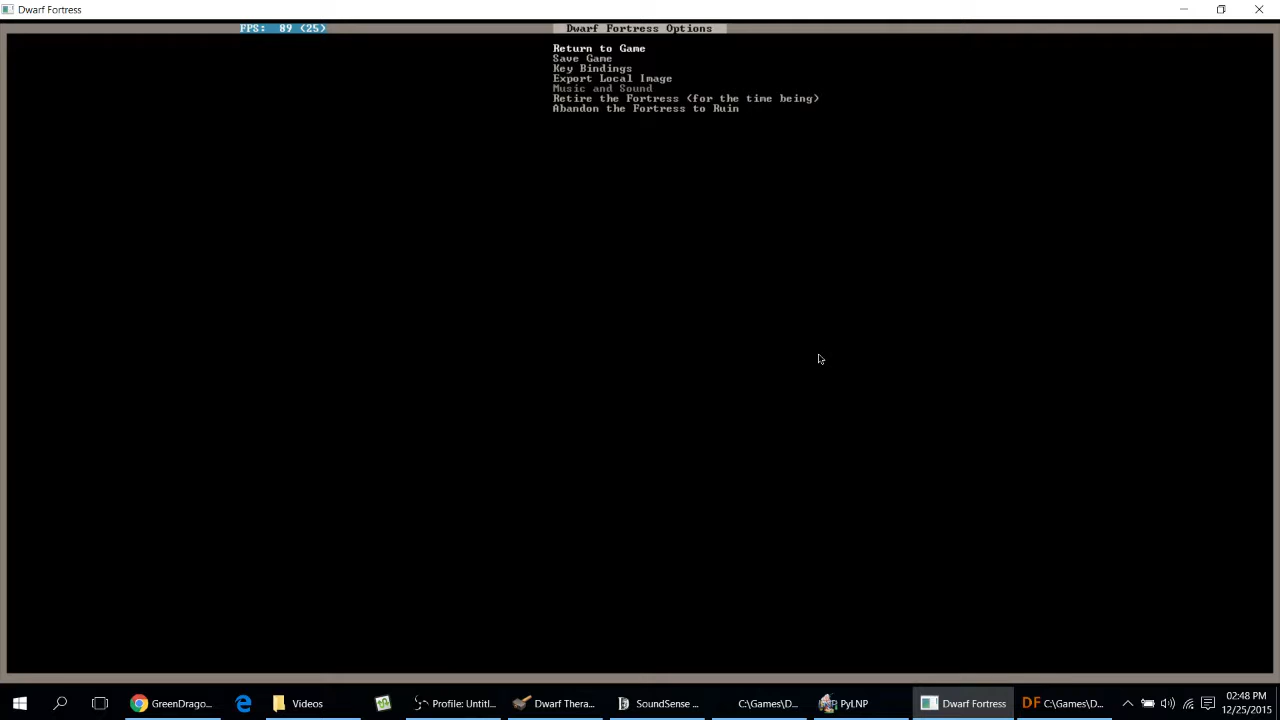 Dwarf Fortress
FPS: 89 (25)
Dwarf Fortress Options
Return to Game
Save Game
Key Bindings
Export Local Image
Music and Sound
Retire the Fortress (for the time being)
Abandon the Fortress to Ruin
GreenDrago...
Videos
Profile: Untitl...
Dwarf Thera...
SoundSense ...
C:\Games\D...
PyLNP
Dwarf Fortress
DF C:\Games\D...
02:48 PM
12/25/2015